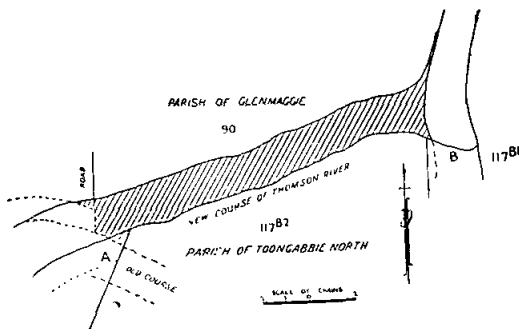 PARISH OF GLENMAGGIE
90
ROAD
B
117B1
NEW COURSE OF THOMSON RIVER
117B2
PARISH OF TOONGABBIE NORTH
A
OLD COURSE
SCALE OF CHAINS